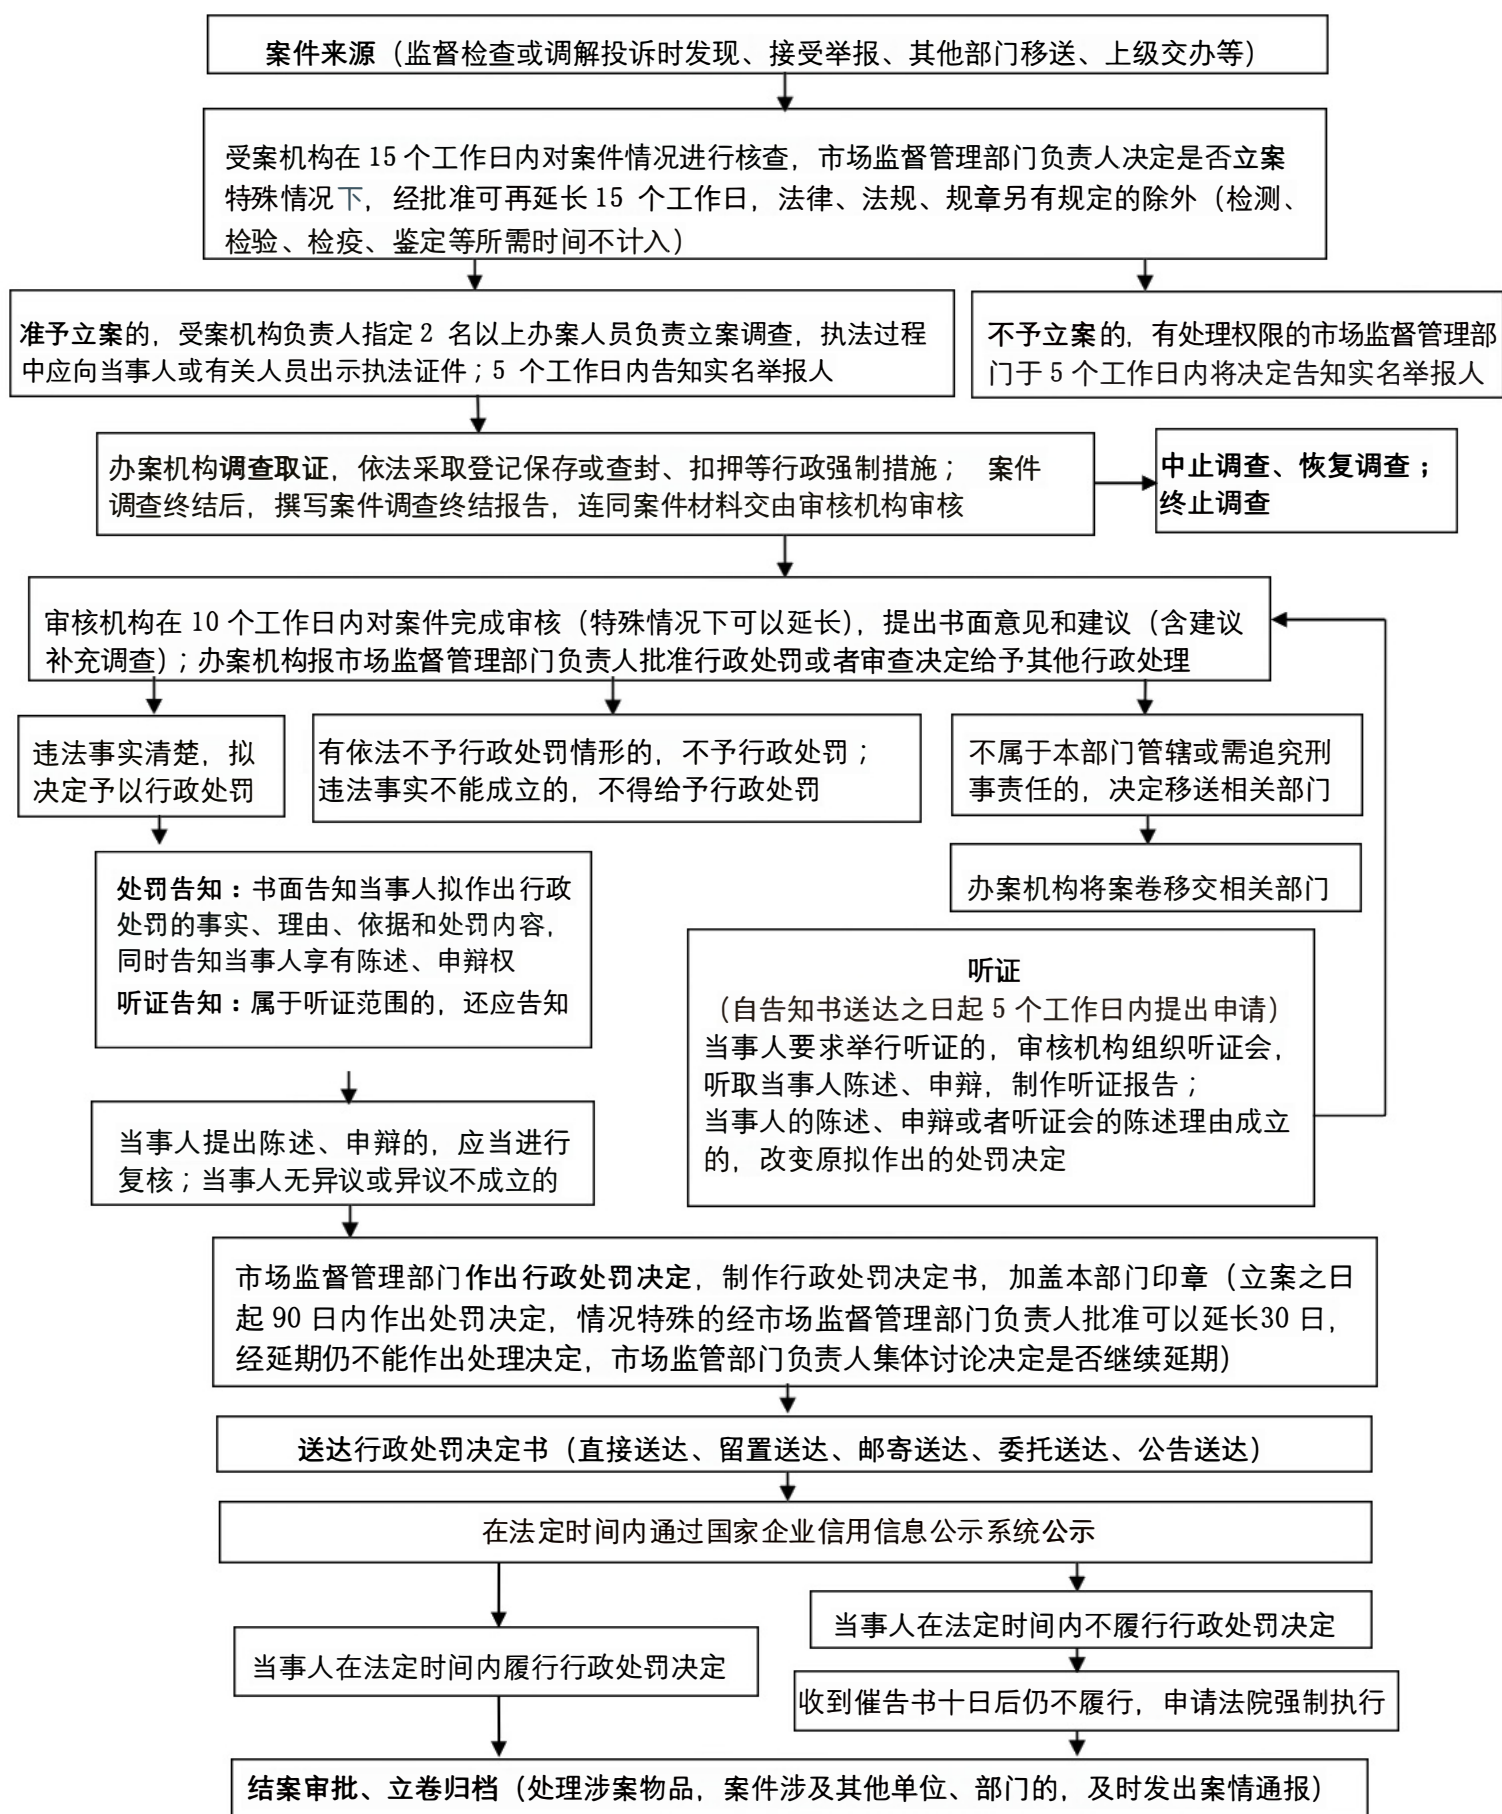 案件来源（监督检查或调解投诉时发现、接受举报、其他部门移送、上级交办等）
受案机构在 15 个工作日内对案件情况进行核查，市场监督管理部门负责人决定是否立案
特殊情况下，经批准可再延长 15 个工作日，法律、法规、规章另有规定的除外（检测、
检验、检疫、鉴定等所需时间不计入）
准予立案的，受案机构负责人指定 2 名以上办案人员负责立案调查，执法过程
中应向当事人或有关人员出示执法证件；5 个工作日内告知实名举报人
不予立案的，有处理权限的市场监督管理部
门于 5 个工作日内将决定告知实名举报人
办案机构调查取证，依法采取登记保存或查封、扣押等行政强制措施； 案件
调查终结后，撰写案件调查终结报告，连同案件材料交由审核机构审核
中止调查、恢复调查；
终止调查
审核机构在 10 个工作日内对案件完成审核（特殊情况下可以延长），提出书面意见和建议（含建议
补充调查）；办案机构报市场监督管理部门负责人批准行政处罚或者审查决定给予其他行政处理
违法事实清楚，拟
决定予以行政处罚
有依法不予行政处罚情形的，不予行政处罚；
违法事实不能成立的，不得给予行政处罚
不属于本部门管辖或需追究刑
事责任的，决定移送相关部门
办案机构将案卷移交相关部门
处罚告知：书面告知当事人拟作出行政
处罚的事实、理由、依据和处罚内容，
同时告知当事人享有陈述、申辩权
听证告知：属于听证范围的，还应告知
听证
（自告知书送达之日起 5 个工作日内提出申请）
当事人要求举行听证的，审核机构组织听证会，
听取当事人陈述、申辩，制作听证报告；
当事人的陈述、申辩或者听证会的陈述理由成立
的，改变原拟作出的处罚决定
当事人提出陈述、申辩的，应当进行
复核；当事人无异议或异议不成立的
市场监督管理部门作出行政处罚决定，制作行政处罚决定书，加盖本部门印章（立案之日
起 90 日内作出处罚决定，情况特殊的经市场监督管理部门负责人批准可以延长30 日，
经延期仍不能作出处理决定，市场监管部门负责人集体讨论决定是否继续延期）
送达行政处罚决定书（直接送达、留置送达、邮寄送达、委托送达、公告送达）
在法定时间内通过国家企业信用信息公示系统公示
当事人在法定时间内不履行行政处罚决定
当事人在法定时间内履行行政处罚决定
收到催告书十日后仍不履行，申请法院强制执行
结案审批、立卷归档（处理涉案物品，案件涉及其他单位、部门的，及时发出案情通报）